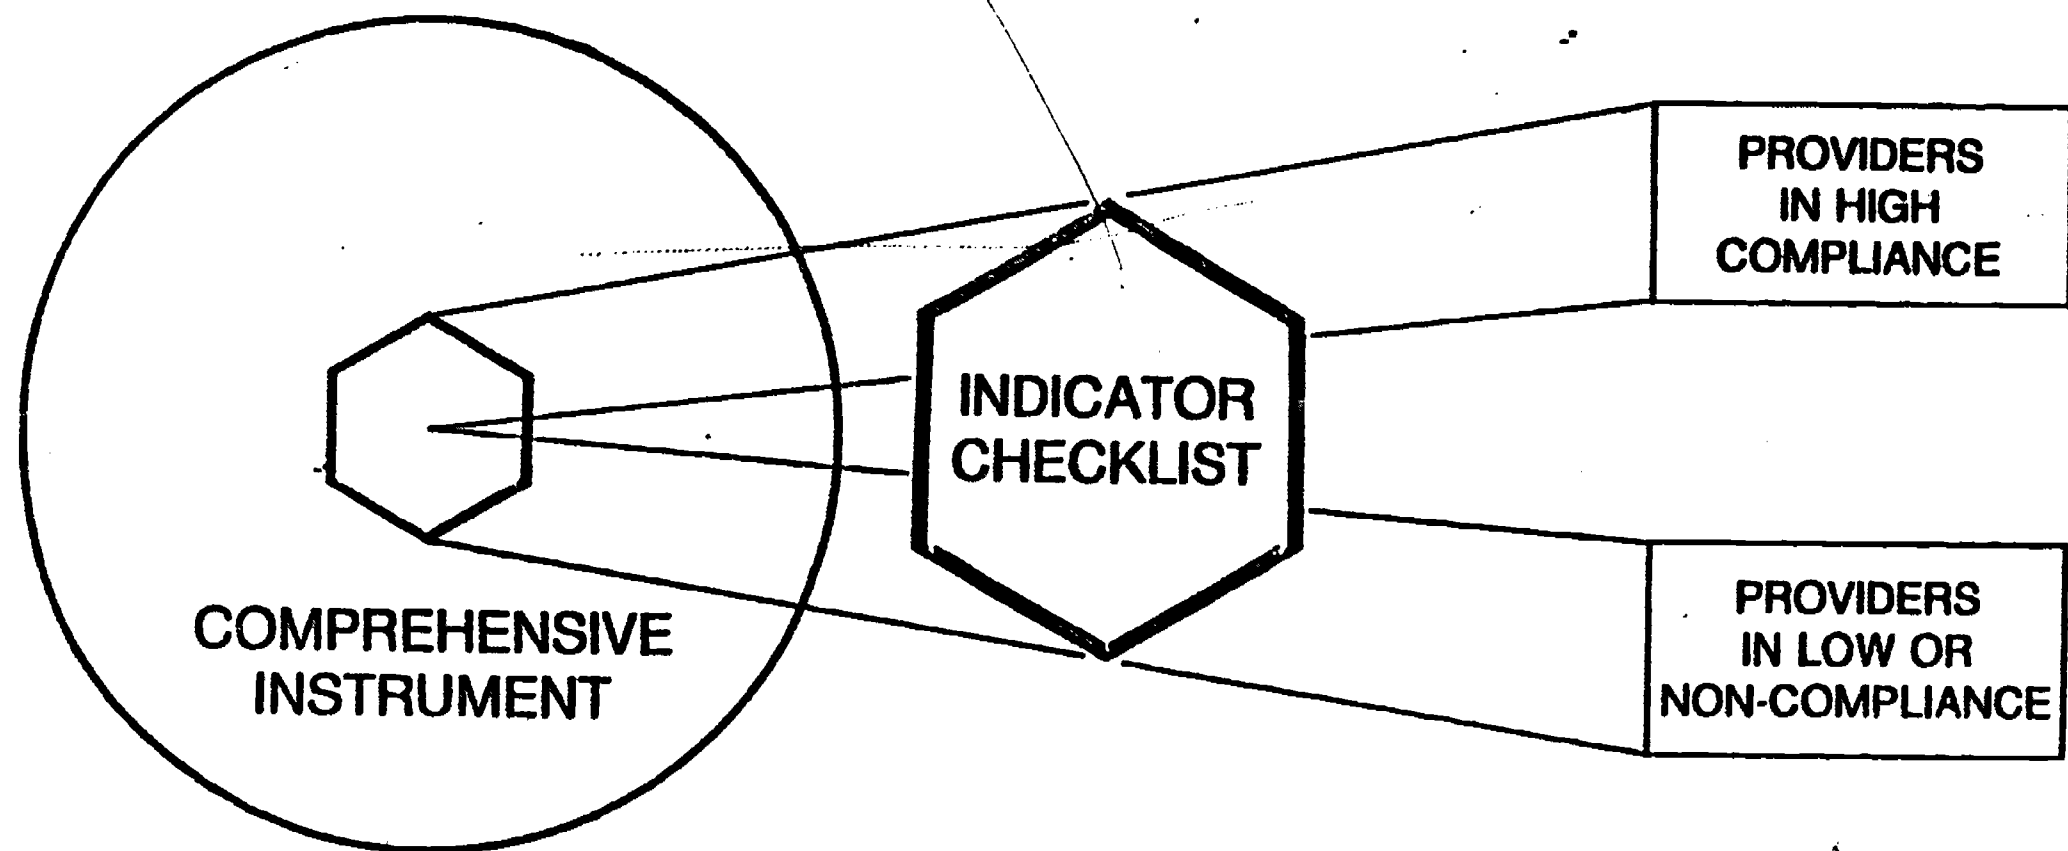 COMPREHENSIVE
INSTRUMENT
INDICATOR
CHECKLIST
PROVIDERS
IN HIGH
COMPLIANCE
PROVIDERS
IN LOW OR
NON-COMPLIANCE